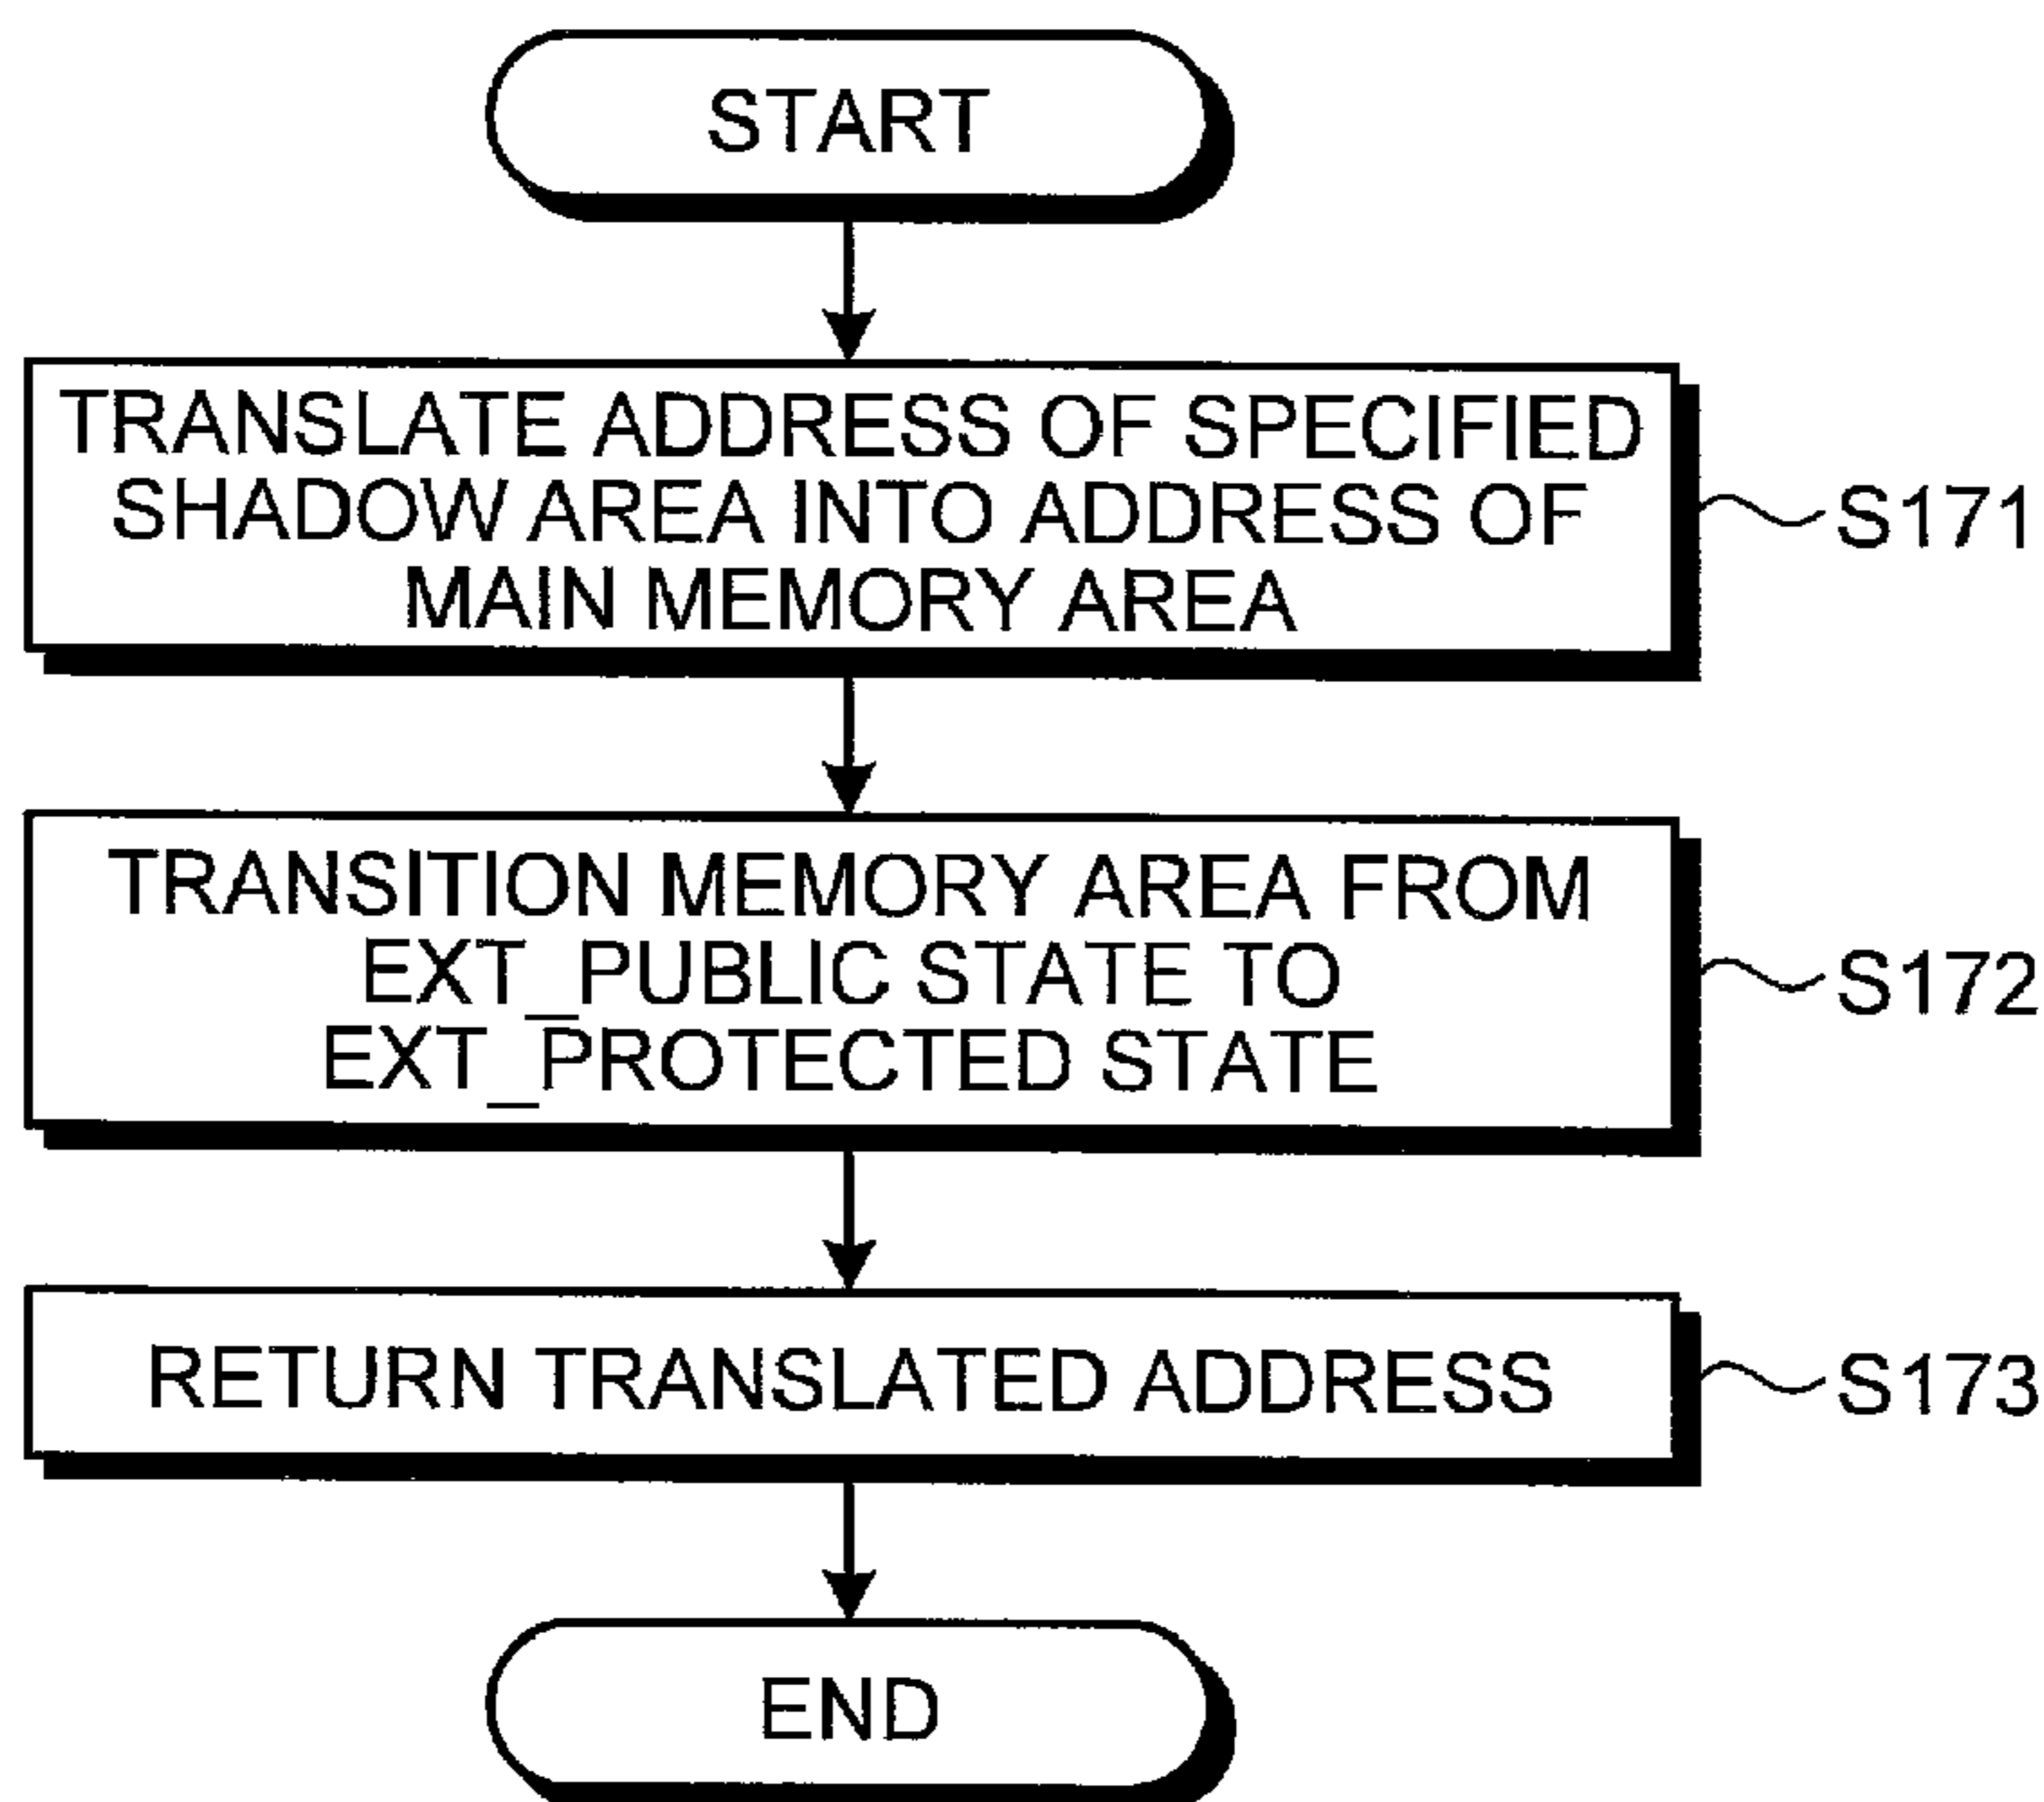 START
TRANSLATE ADDRESS OF SPECIFIED
SHADOW AREA INTO ADDRESS OF
MAIN MEMORY AREA
S171
TRANSITION MEMORY AREA FROM
EXT_PUBLIC STATE TO
EXT_PROTECTED STATE
S172
RETURN TRANSLATED ADDRESS
S173
END